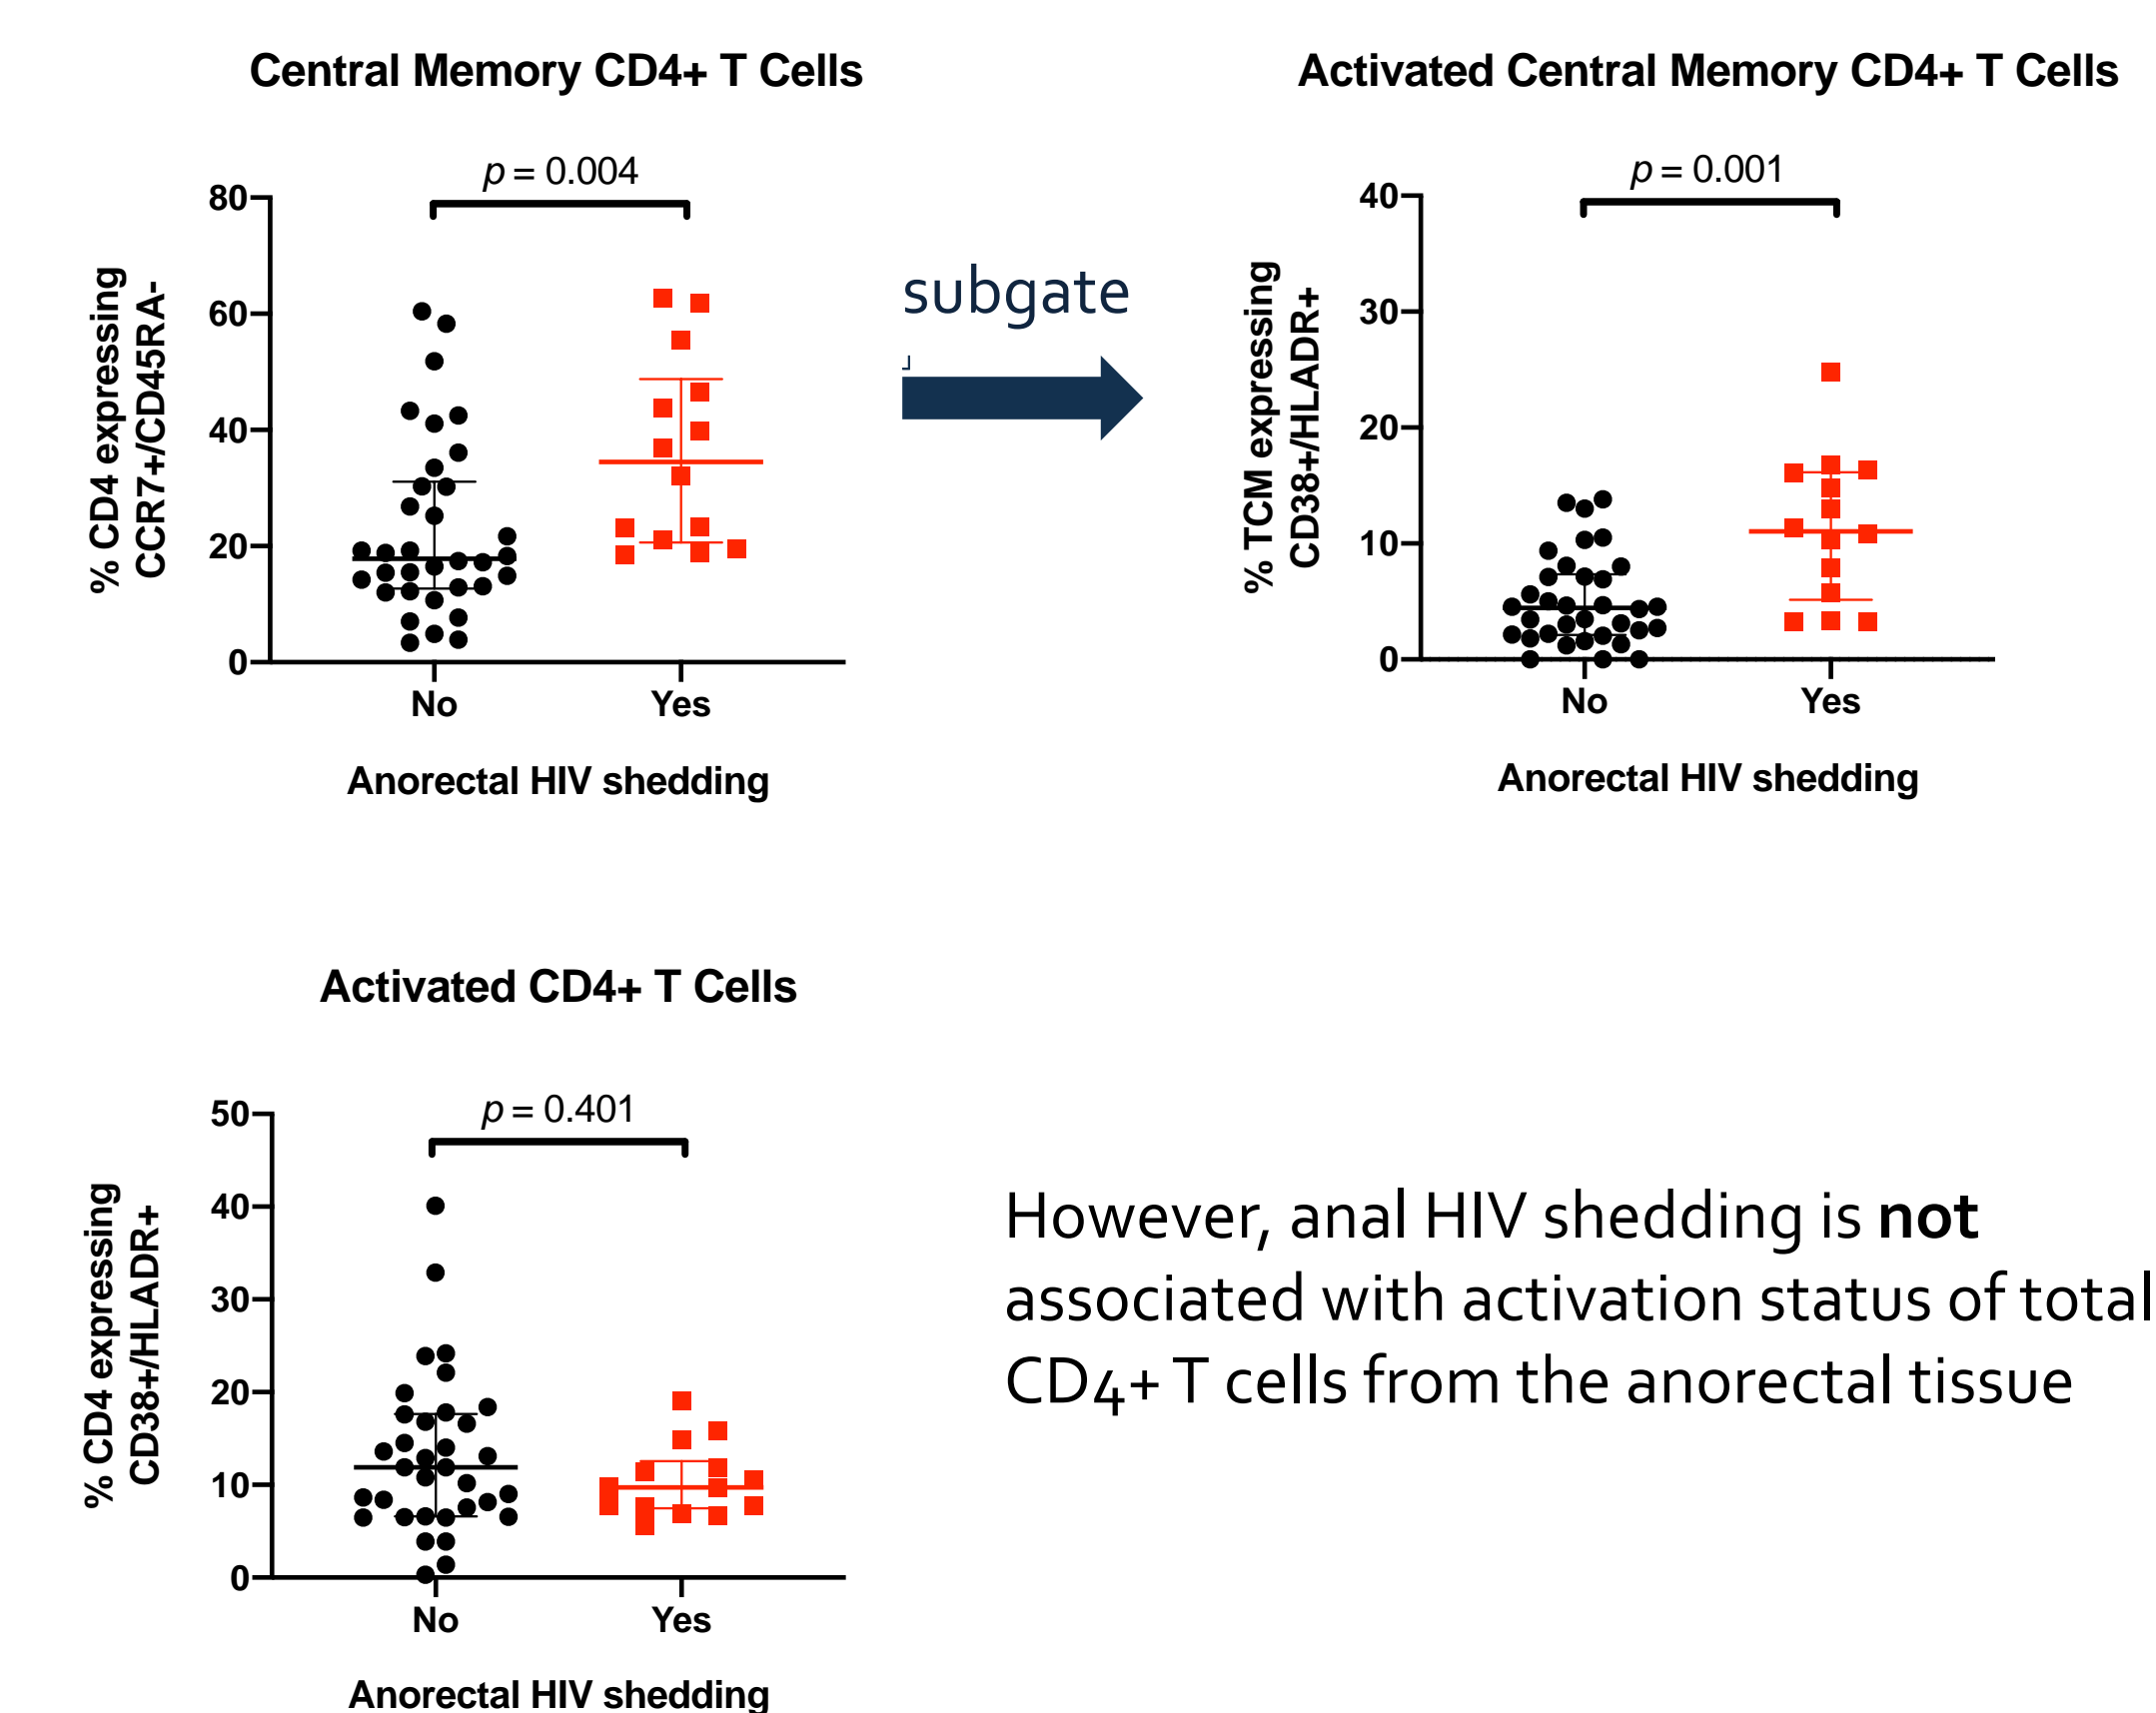 Central Memory CD4+ T Cells
p = 0.004
80
60
40
20
0
% CD4 expressing
CCR7+/CD45RA-
No
Yes
Anorectal HIV shedding
subgate
Activated Central Memory CD4+ T Cells
p = 0.001
40
30
20
10
0
% TCM expressing
CD38+/HLADR+
No
Yes
Anorectal HIV shedding
Activated CD4+ T Cells
p = 0.401
50
40
30
20
10
0
% CD4 expressing
CD38+/HLADR+
No
Yes
Anorectal HIV shedding
However, anal HIV shedding is not
associated with activation status of total
CD4+ T cells from the anorectal tissue